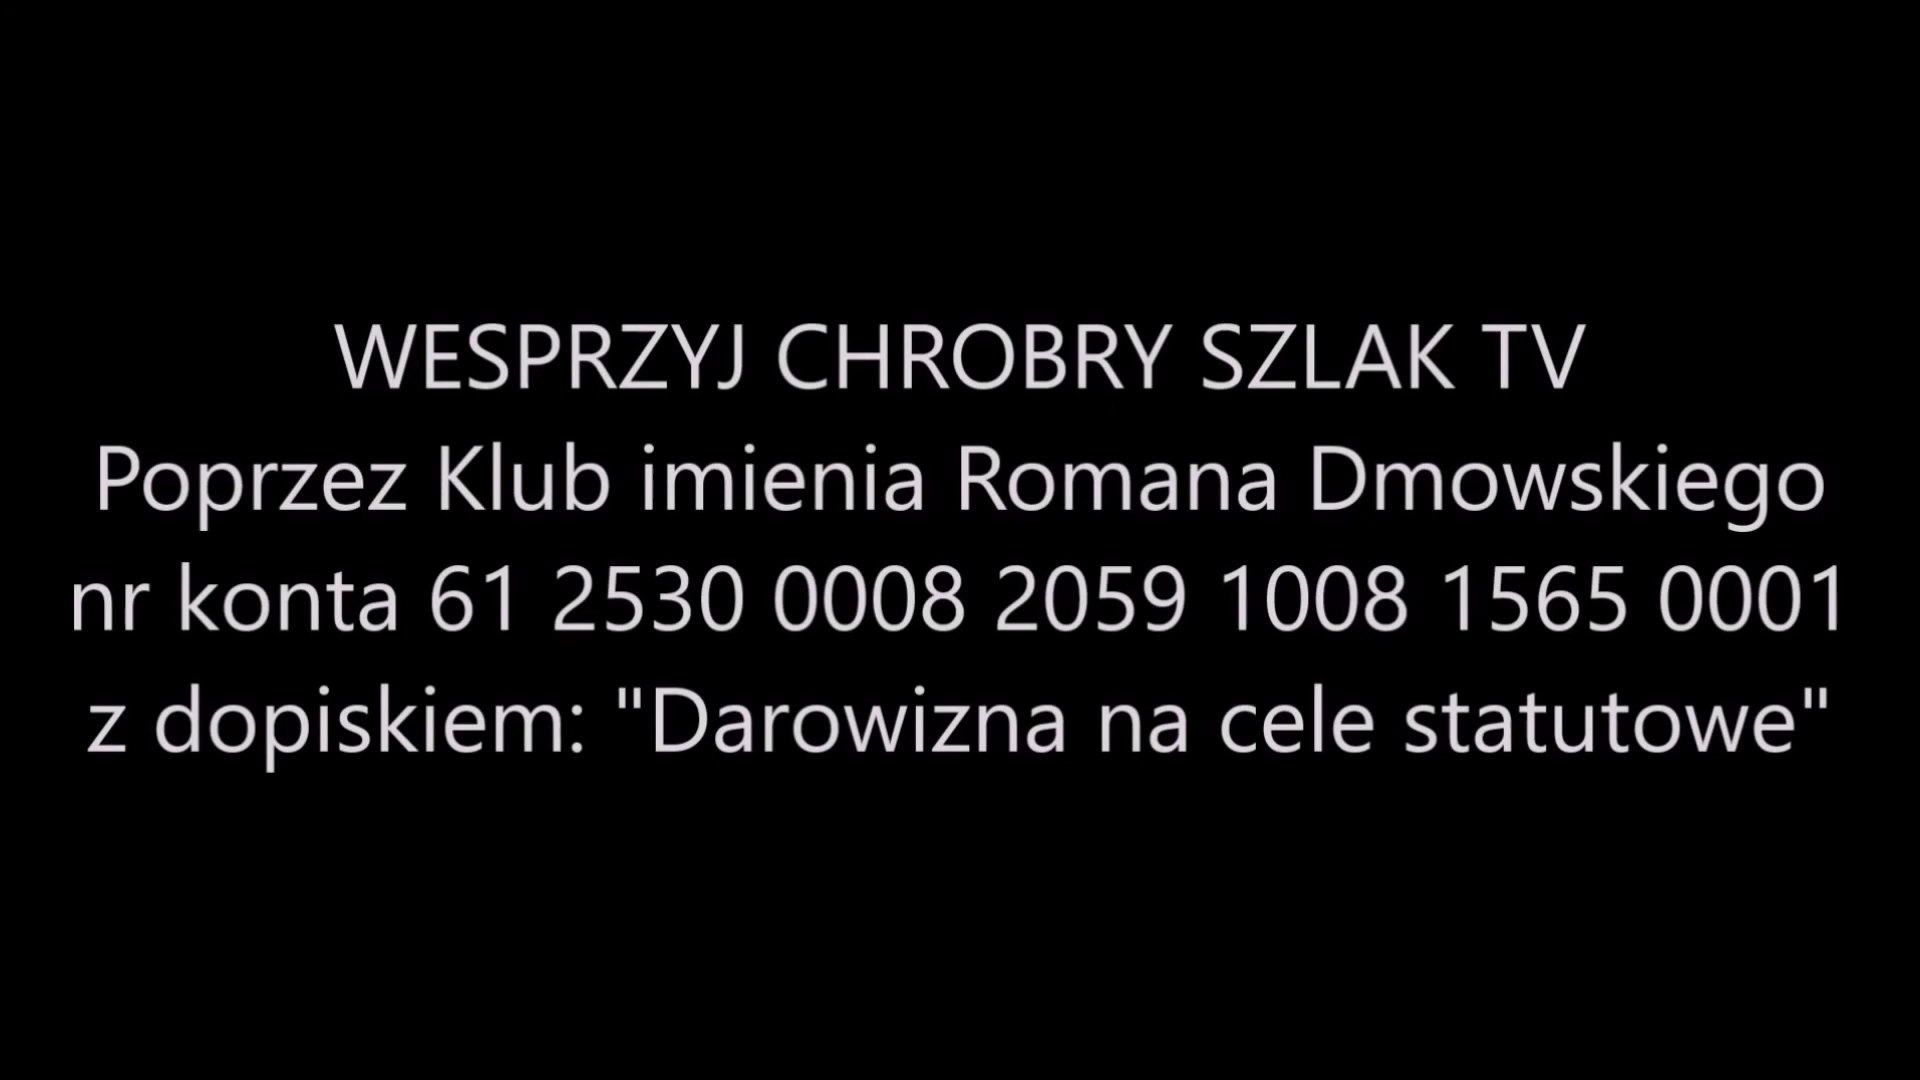 WESPRZYJ CHROBRY SZLAK TV
Poprzez Klub imienia Romana Dmowskiego
nr konta 61 2530 0008 2059 1008 1565 0001
z dopiskiem: "Darowizna na cele statutowe"